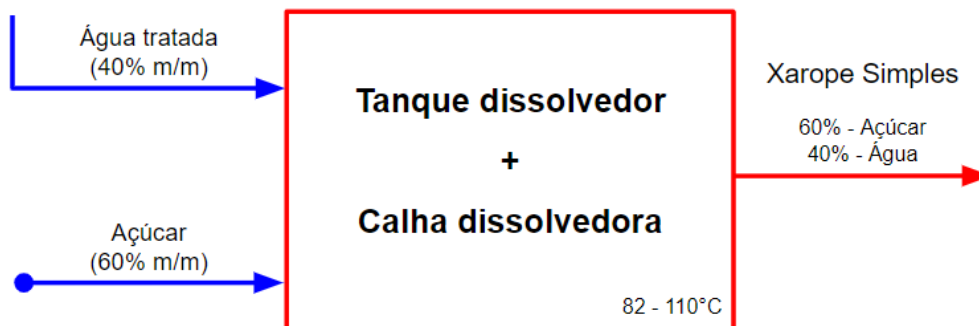 Água tratada
(40% m/m)
Açúcar
(60% m/m)
Tanque dissolvedor
+
Calha dissolvedora
82 - 110°C
Xarope Simples
60% - Açúcar
40% - Água